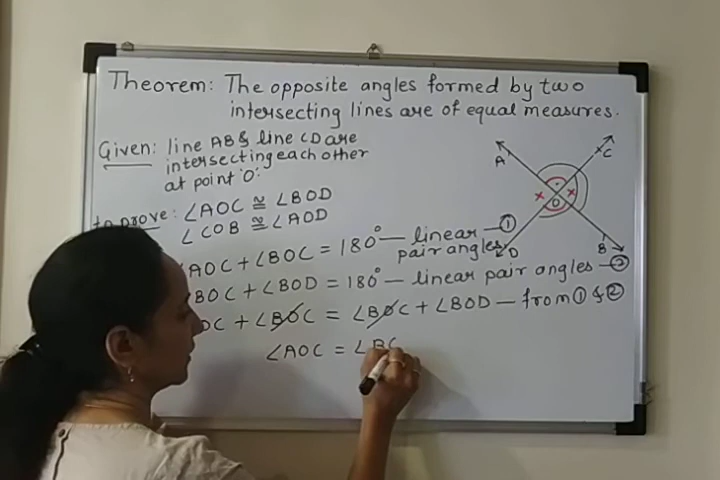 Theorem: The opposite angles formed by two
intersecting lines are of equal measures.
Given: line AB & line CD are
intersecting each other
at point 'O'.
to prove: ∠AOC ≅ ∠BOD
∠COB ≅ ∠AOD
∠AOC + ∠BOC = 180° — linear pair angles — ①
BOC + ∠BOD = 180° — linear pair angles — ②
OC + ∠BOC = ∠BOC + ∠BOD — from ① & ②
∠AOC = ∠BO
A
C
O
D
B